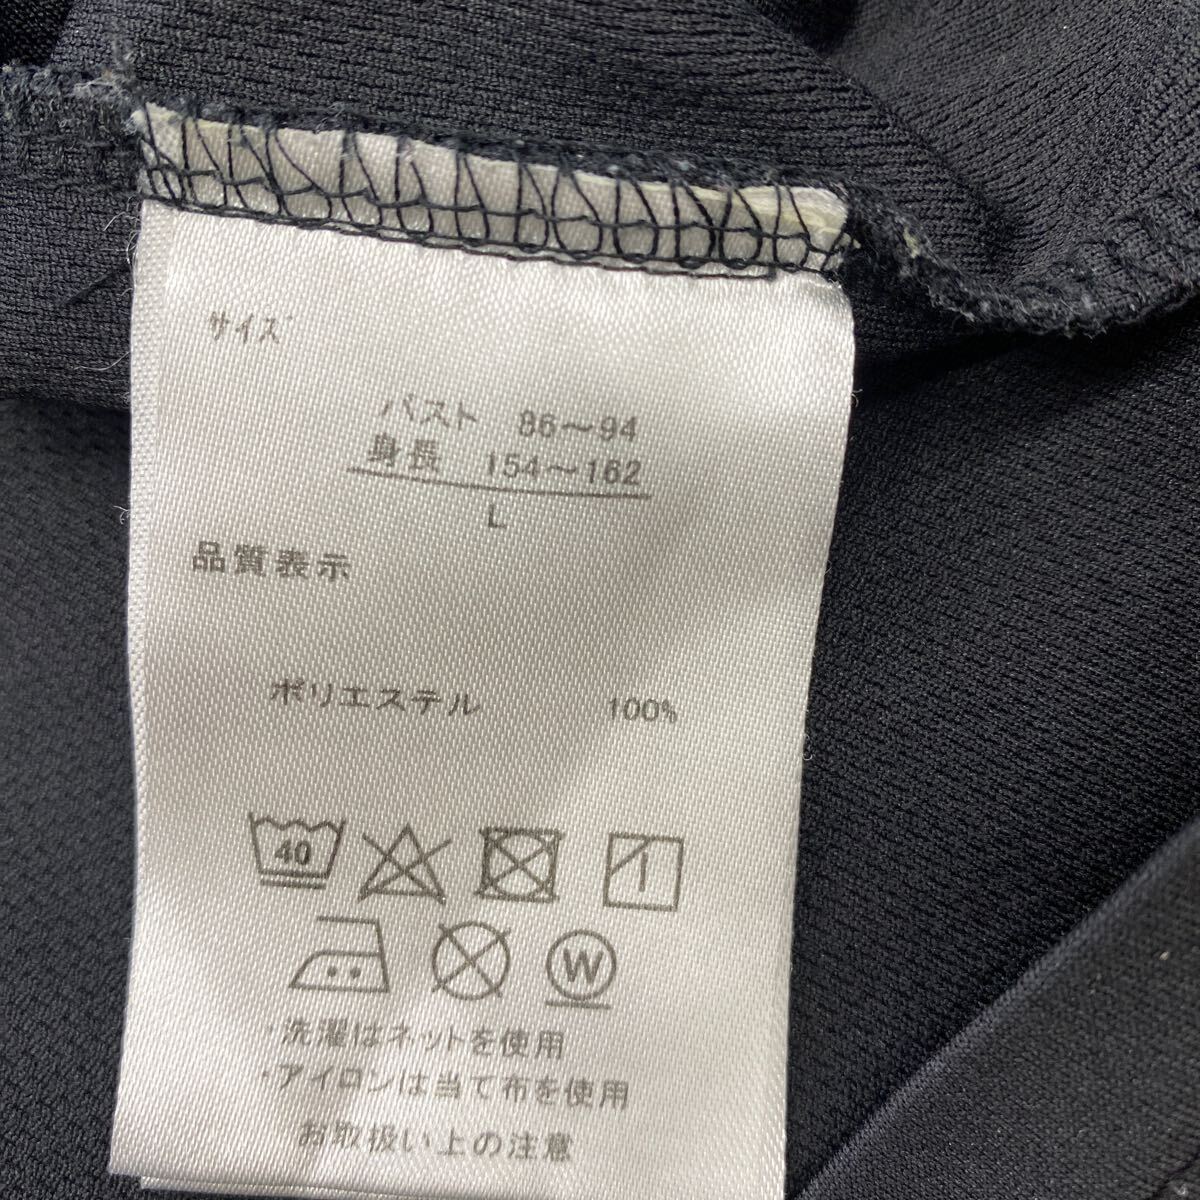 サイズ
バスト 86～94
身長 154～162
L
品質表示
ポリエステル 100%
40
W
・洗濯はネットを使用
・アイロンは当て布を使用
お取扱い上の注意